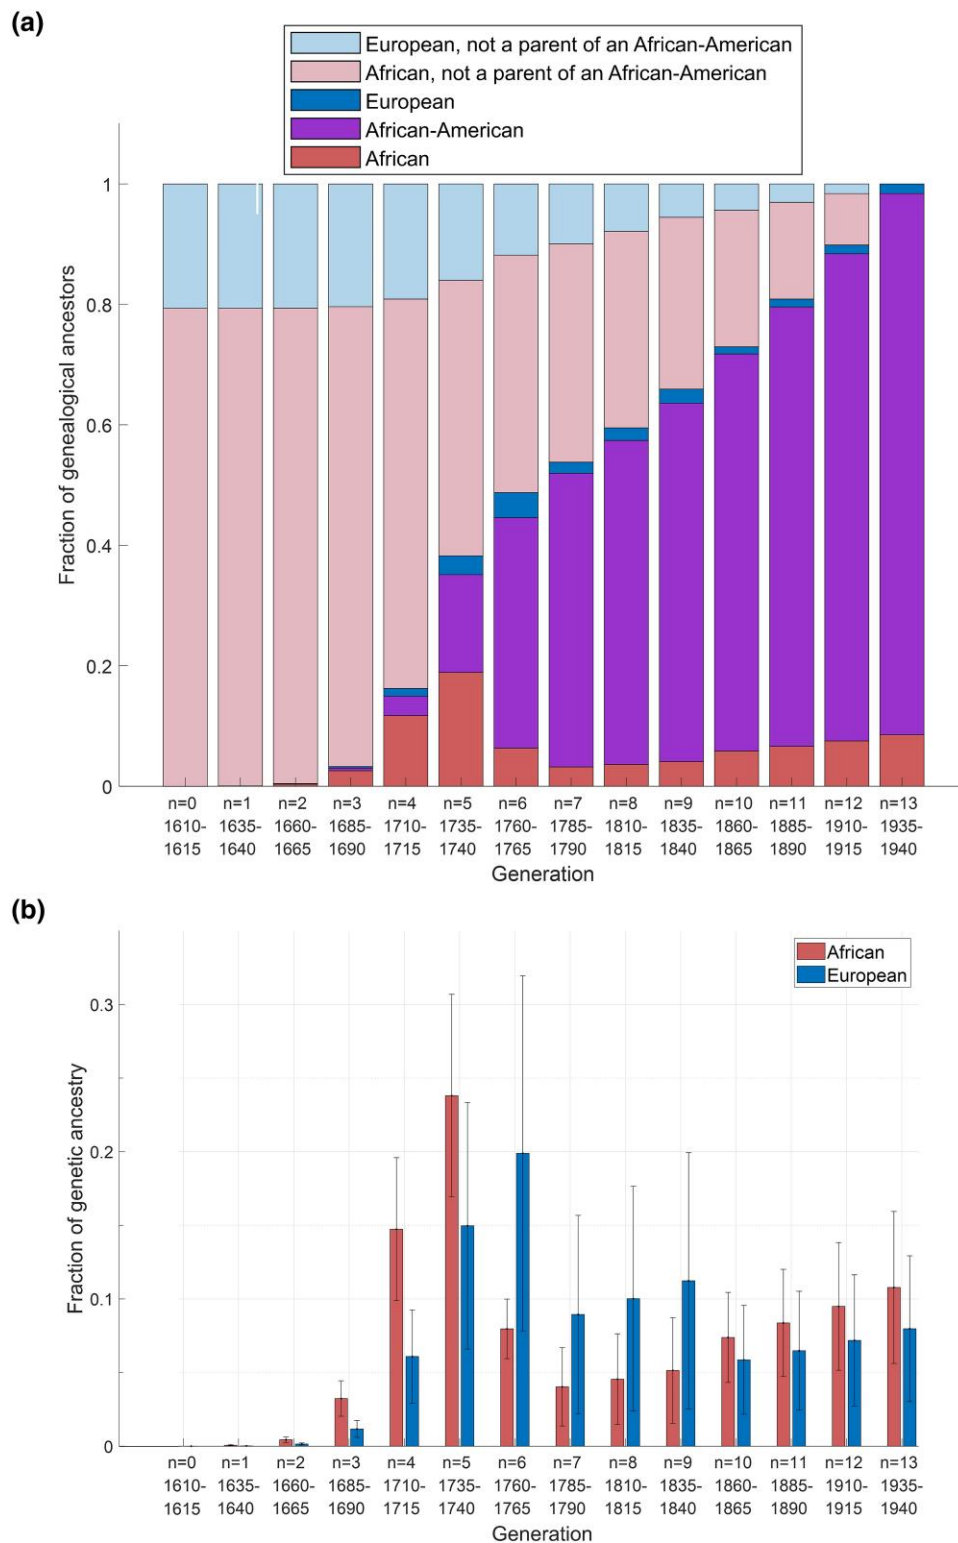 (a)
European, not a parent of an African-American
African, not a parent of an African-American
European
African-American
African
Fraction of genealogical ancestors
1
0.8
0.6
0.4
0.2
0
n=0 n=1 n=2 n=3 n=4 n=5 n=6 n=7 n=8 n=9 n=10 n=11 n=12 n=13
1610- 1635- 1660- 1685- 1710- 1735- 1760- 1785- 1810- 1835- 1860- 1885- 1910- 1935-
1615 1640 1665 1690 1715 1740 1765 1790 1815 1840 1865 1890 1915 1940
Generation
(b)
African
European
Fraction of genetic ancestry
0.3
0.2
0.1
0
n=0 n=1 n=2 n=3 n=4 n=5 n=6 n=7 n=8 n=9 n=10 n=11 n=12 n=13
1610- 1635- 1660- 1685- 1710- 1735- 1760- 1785- 1810- 1835- 1860- 1885- 1910- 1935-
1615 1640 1665 1690 1715 1740 1765 1790 1815 1840 1865 1890 1915 1940
Generation